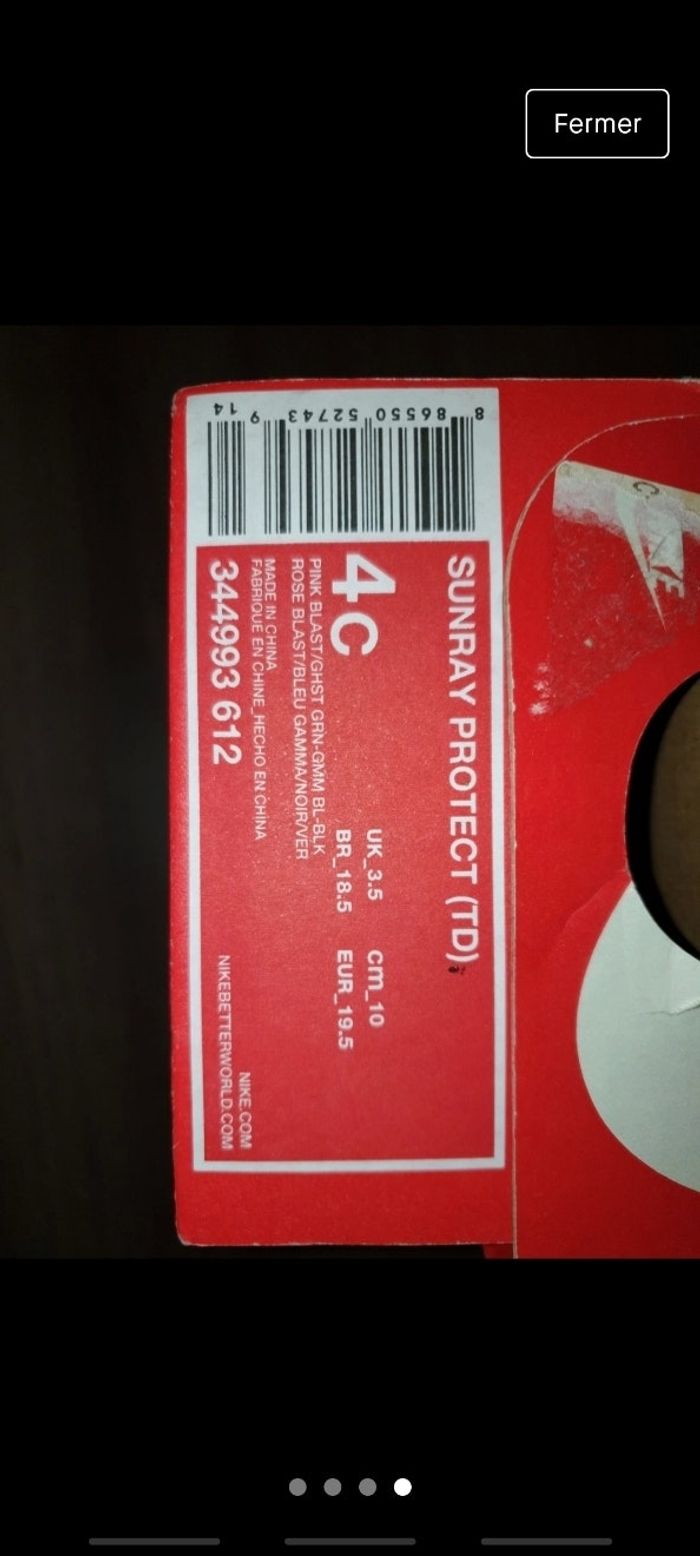 Fermer
8 86550 52743 9 14
SUNRAY PROTECT (TD)
4C
UK_3.5 cm_10
BR_18.5 EUR_19.5
PINK BLAST/GHST GRN-GMM BL-BLK
ROSE BLAST/BLEU GAMMA/NOIR/VER
MADE IN CHINA
FABRIQUE EN CHINE_HECHO EN CHINA
NIKE.COM
344993 612
NIKEBETTERWORLD.COM